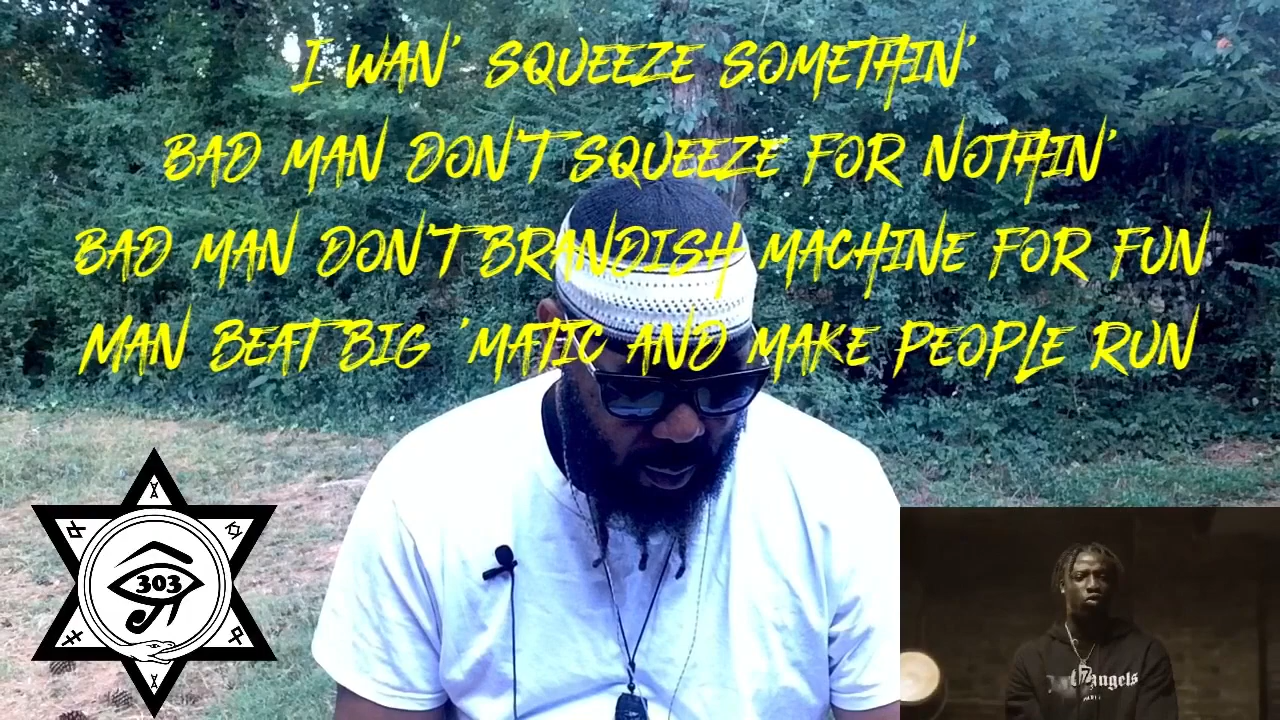 I WAN' SQUEEZE SOMETHIN'
BAD MAN DON'T SQUEEZE FOR NOTHIN'
BAD MAN DON'T BRANDISH MACHINE FOR FUN
MAN BEAT BIG 'MATIC AND MAKE PEOPLE RUN
303
Angels